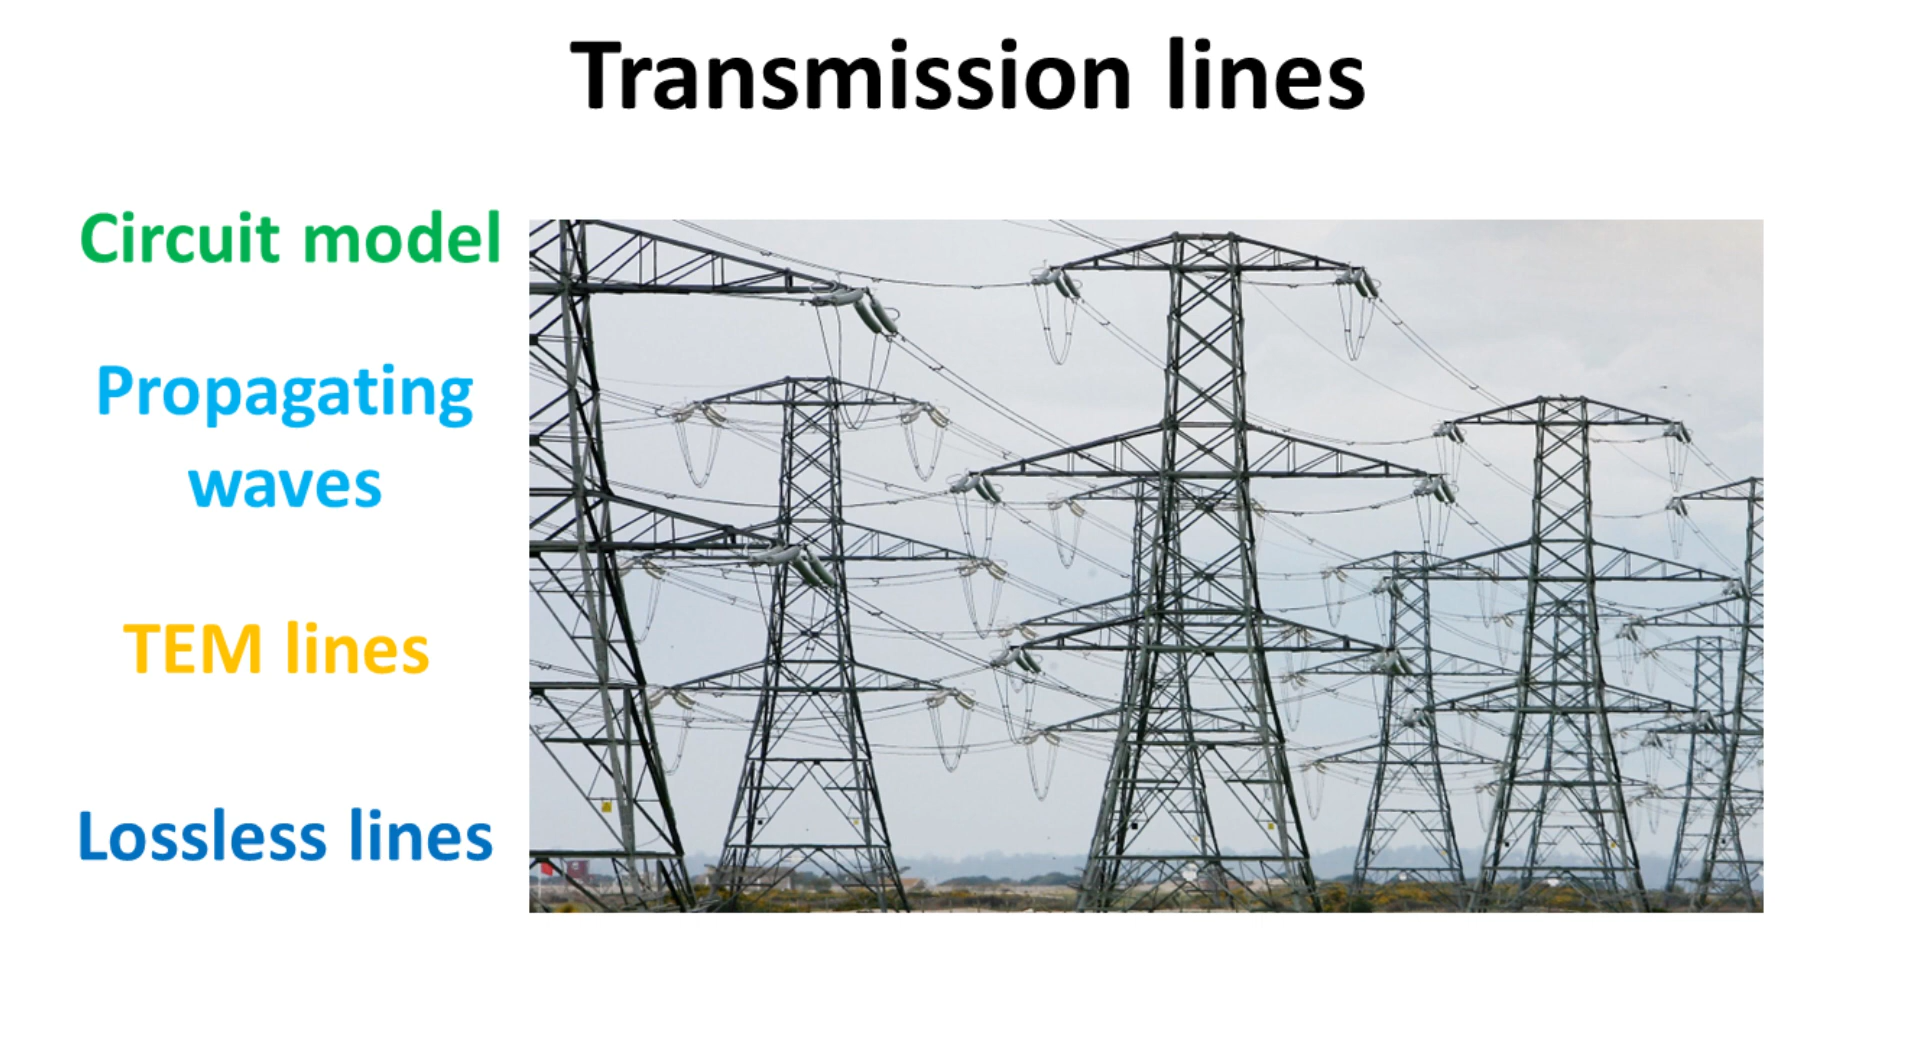 Transmission lines
Circuit model
Propagating
waves
TEM lines
Lossless lines